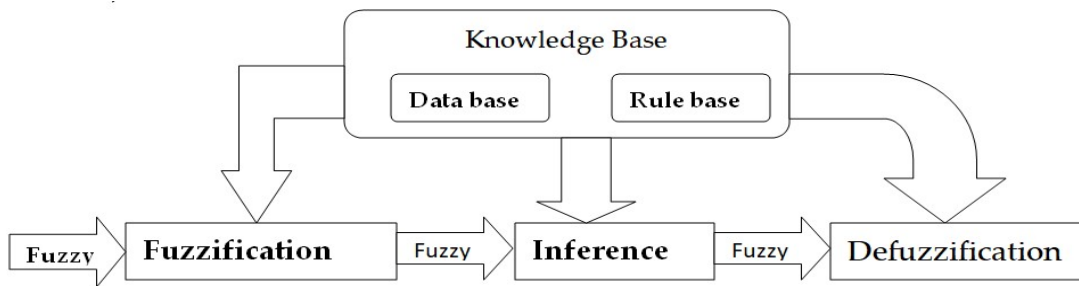 Knowledge Base
Data base
Rule base
Fuzzy
Fuzzification
Fuzzy
Inference
Fuzzy
Defuzzification